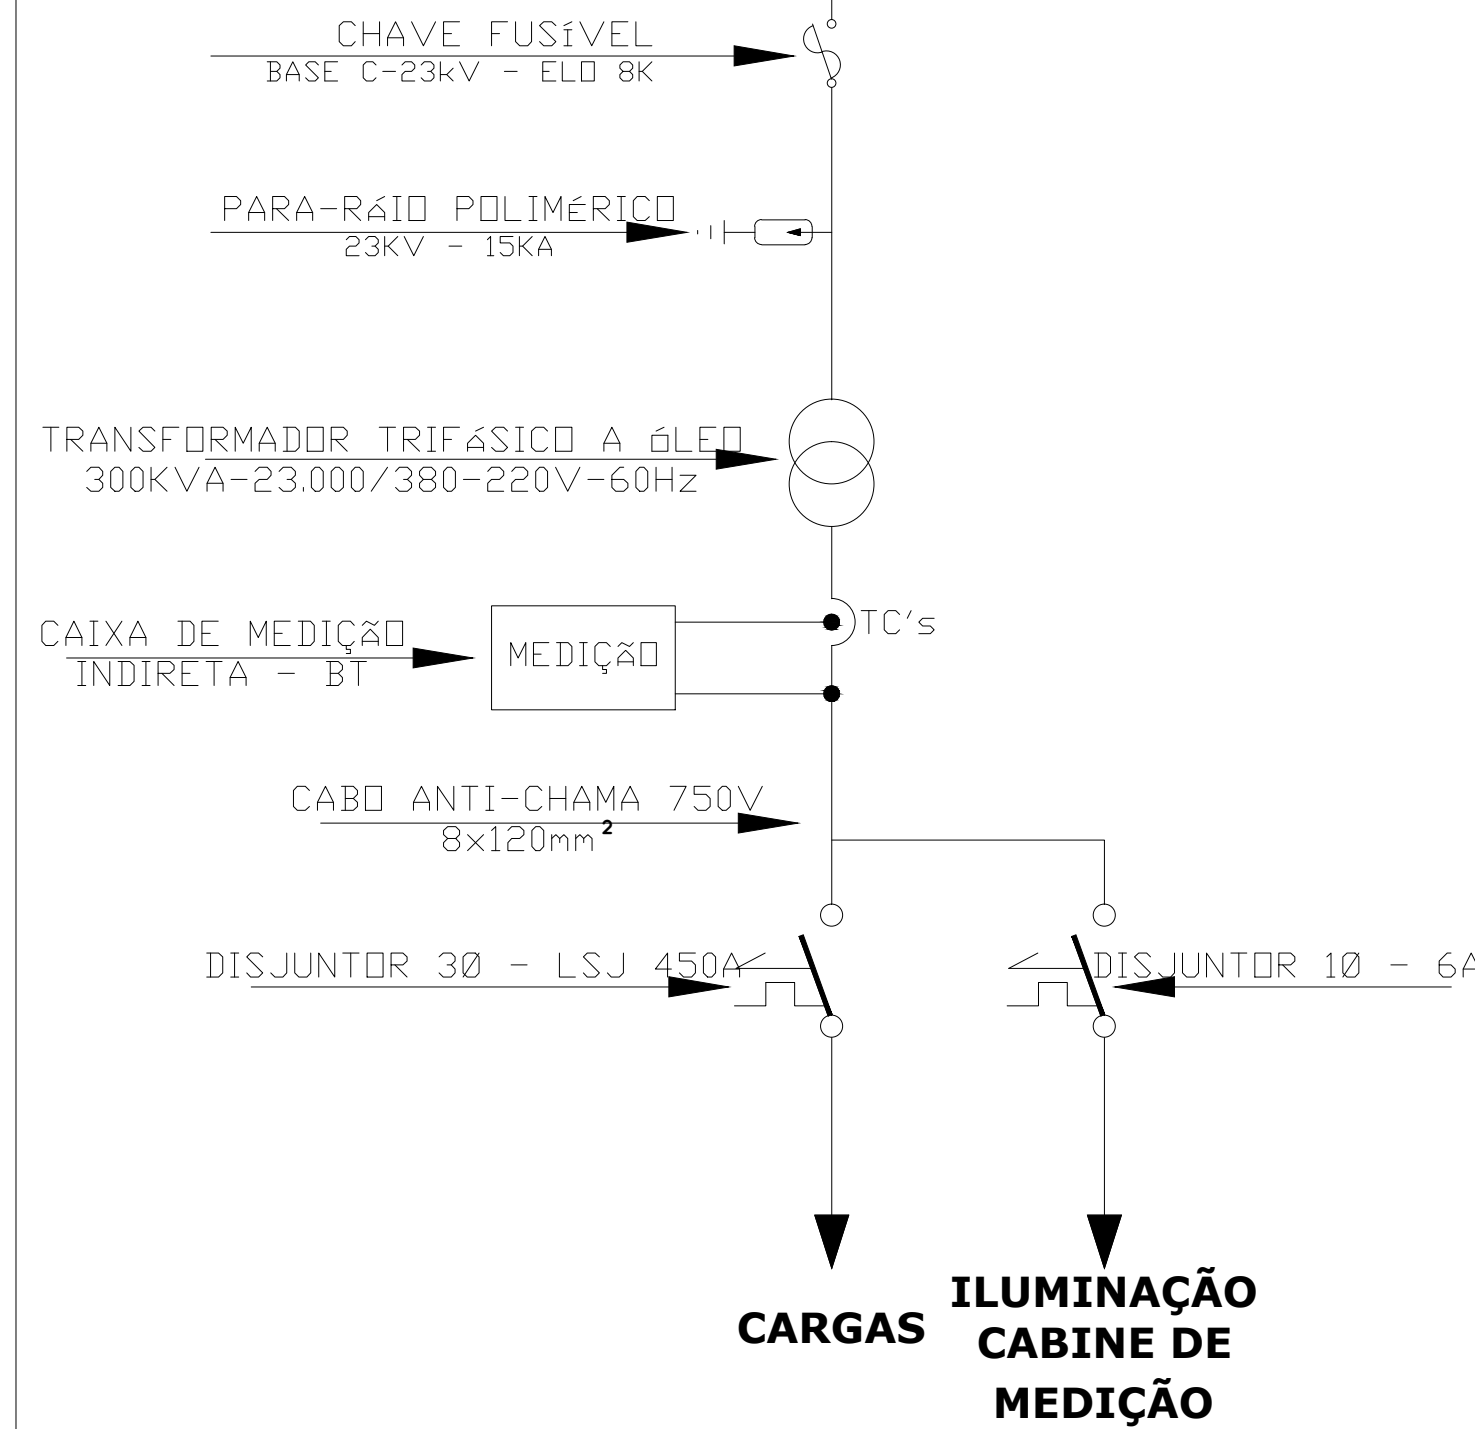 CHAVE FUSíVEL
BASE C-23kV - ELO 8K
PARA-RáIO POLIMÉRICO
23KV - 15KA
TRANSFORMADOR TRIFáSICO A óLEO
300KVA-23.000/380-220V-60Hz
TC's
CAIXA DE MEDIÇÃO
INDIRETA - BT
MEDIÇÃO
CABO ANTI-CHAMA 750V
8x120mm²
DISJUNTOR 3Ø - LSJ 450A
DISJUNTOR 1Ø - 6A
CARGAS
ILUMINAÇÃO
CABINE DE
MEDIÇÃO